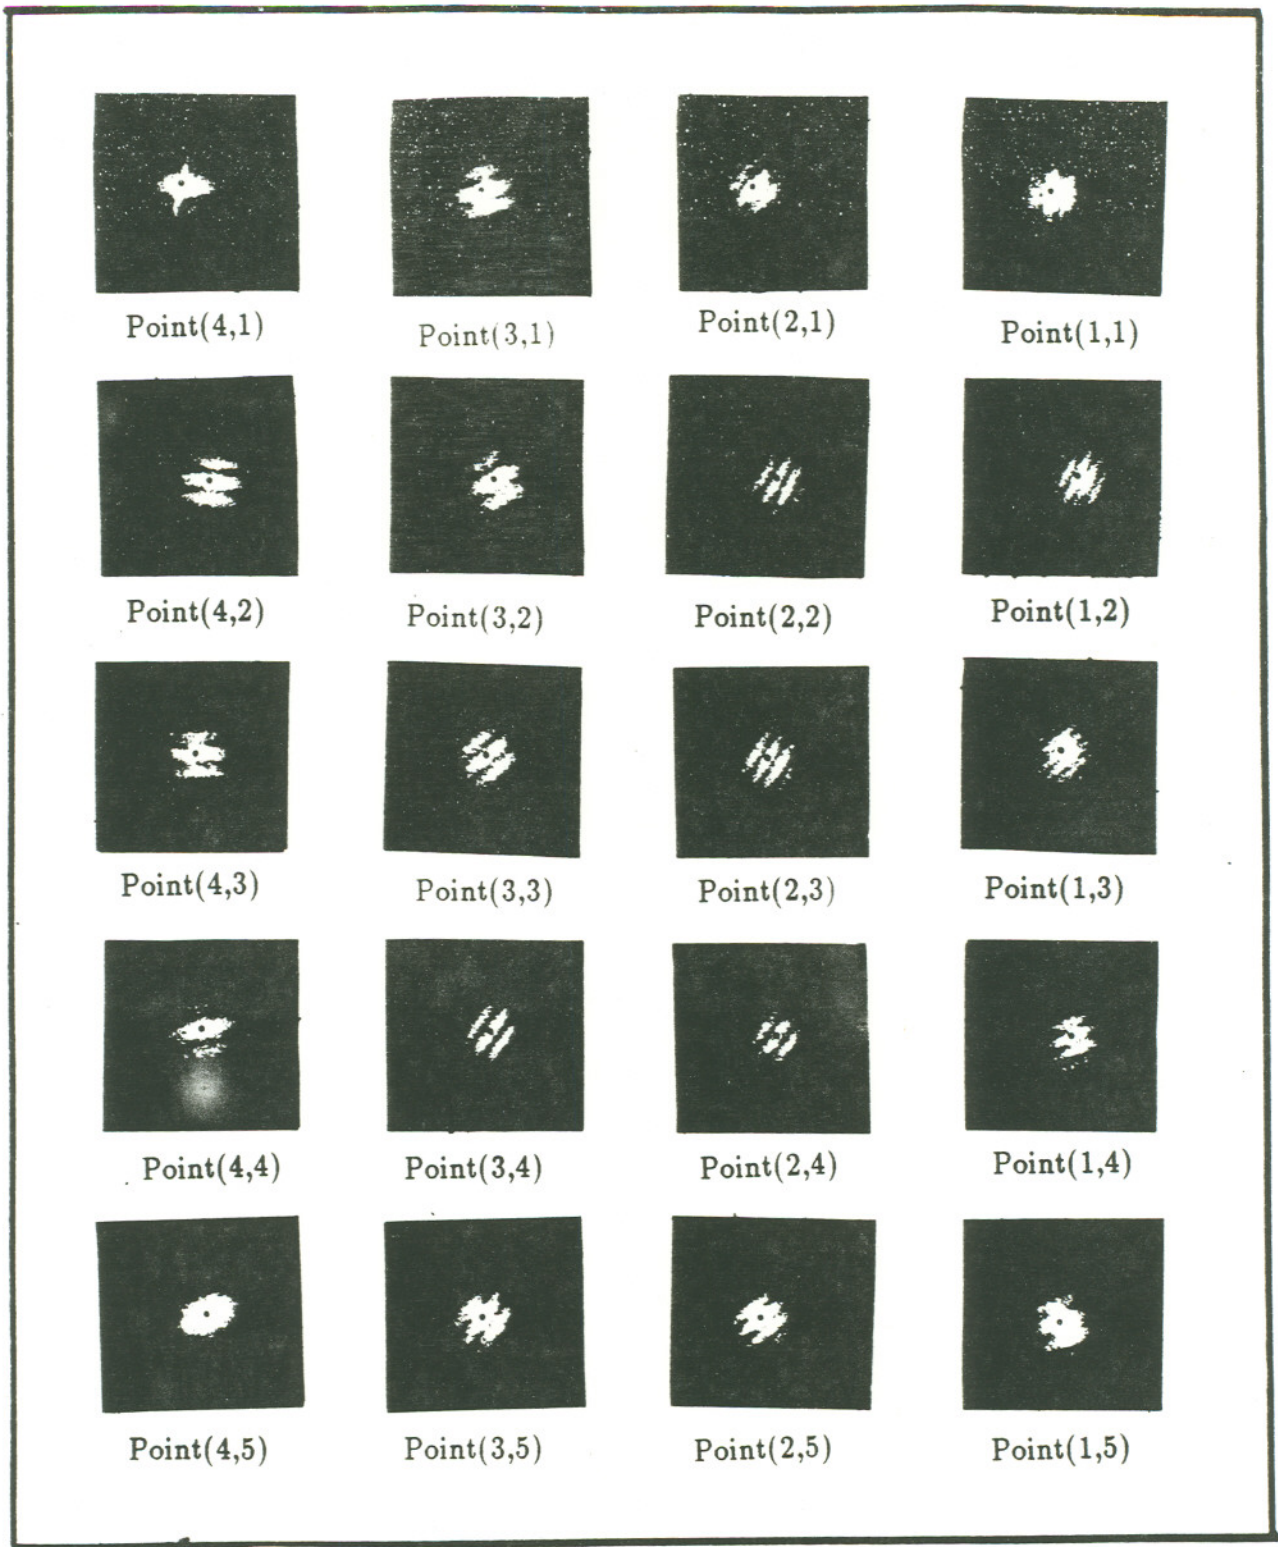 Point(4,1) Point(3,1) Point(2,1) Point(1,1)
Point(4,2) Point(3,2) Point(2,2) Point(1,2)
Point(4,3) Point(3,3) Point(2,3) Point(1,3)
Point(4,4) Point(3,4) Point(2,4) Point(1,4)
Point(4,5) Point(3,5) Point(2,5) Point(1,5)